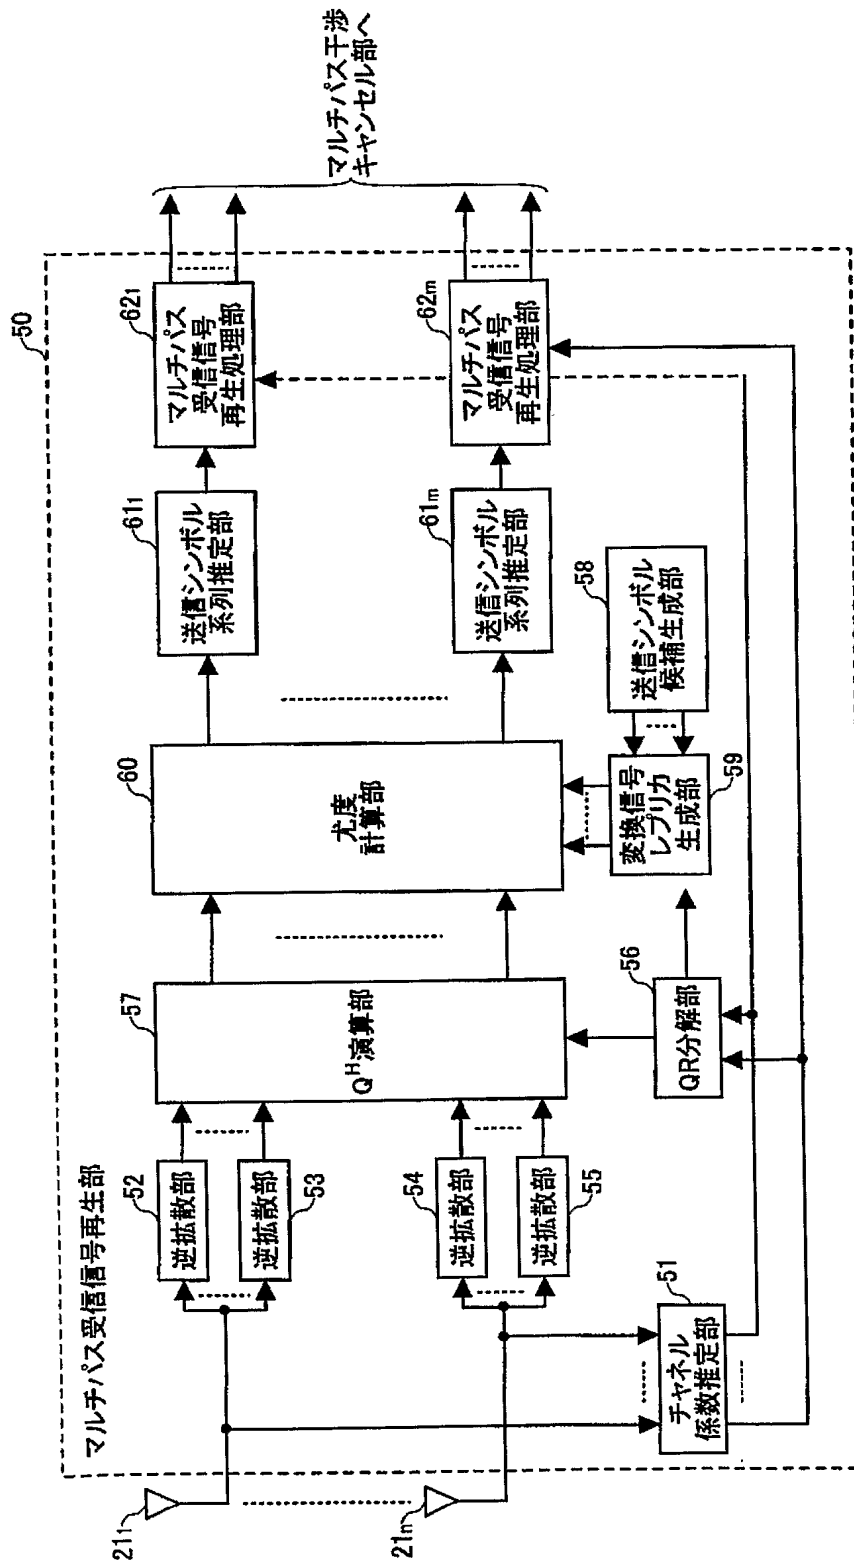 50
マルチパス受信信号再生部
21₁
21n
52
逆拡散部
53
逆拡散部
54
逆拡散部
55
逆拡散部
51
チャネル
係数推定部
57
Qᴴ演算部
56
QR分解部
60
尤度
計算部
59
変換信号
レプリカ
生成部
58
送信シンボル
候補生成部
61₁
送信シンボル
系列推定部
61m
送信シンボル
系列推定部
62₁
マルチパス
受信信号
再生処理部
62m
マルチパス
受信信号
再生処理部
マルチパス干渉
キャンセル部へ